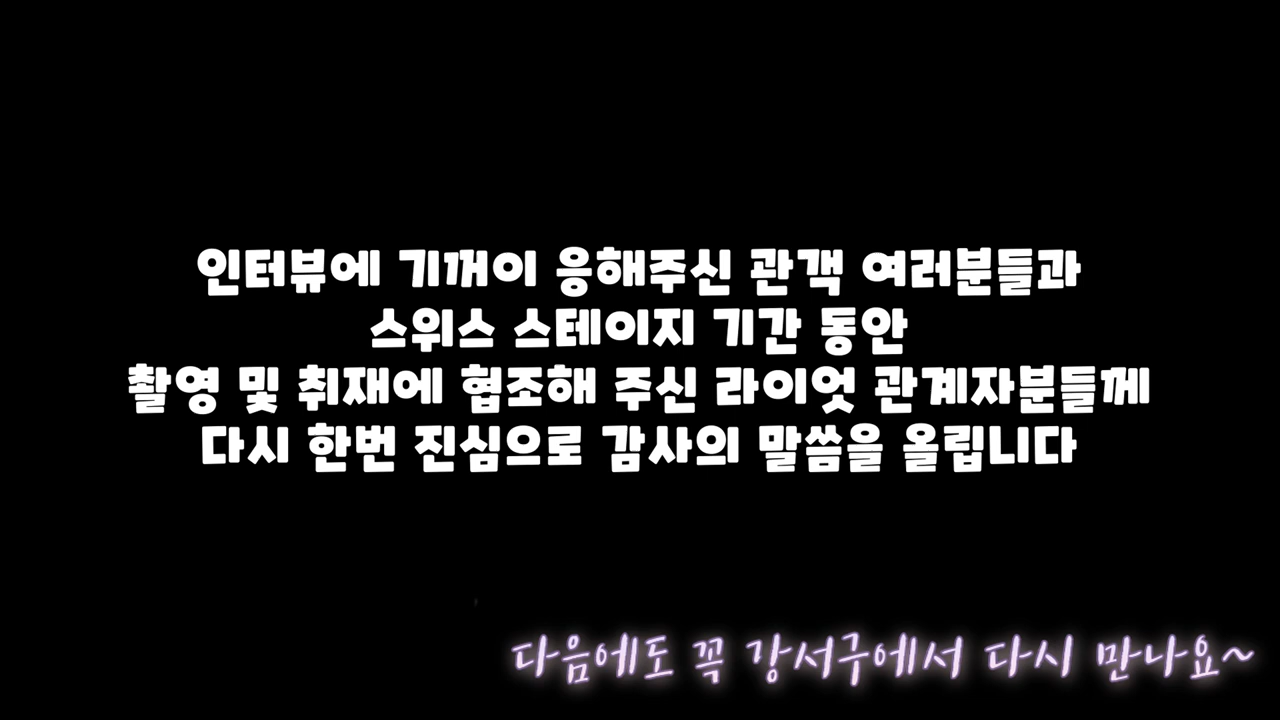 인터뷰에 기꺼이 응해주신 관객 여러분들과
스위스 스테이지 기간 동안
촬영 및 취재에 협조해 주신 라이엇 관계자분들께
다시 한번 진심으로 감사의 말씀을 올립니다
다음에도 꼭 강서구에서 다시 만나요~